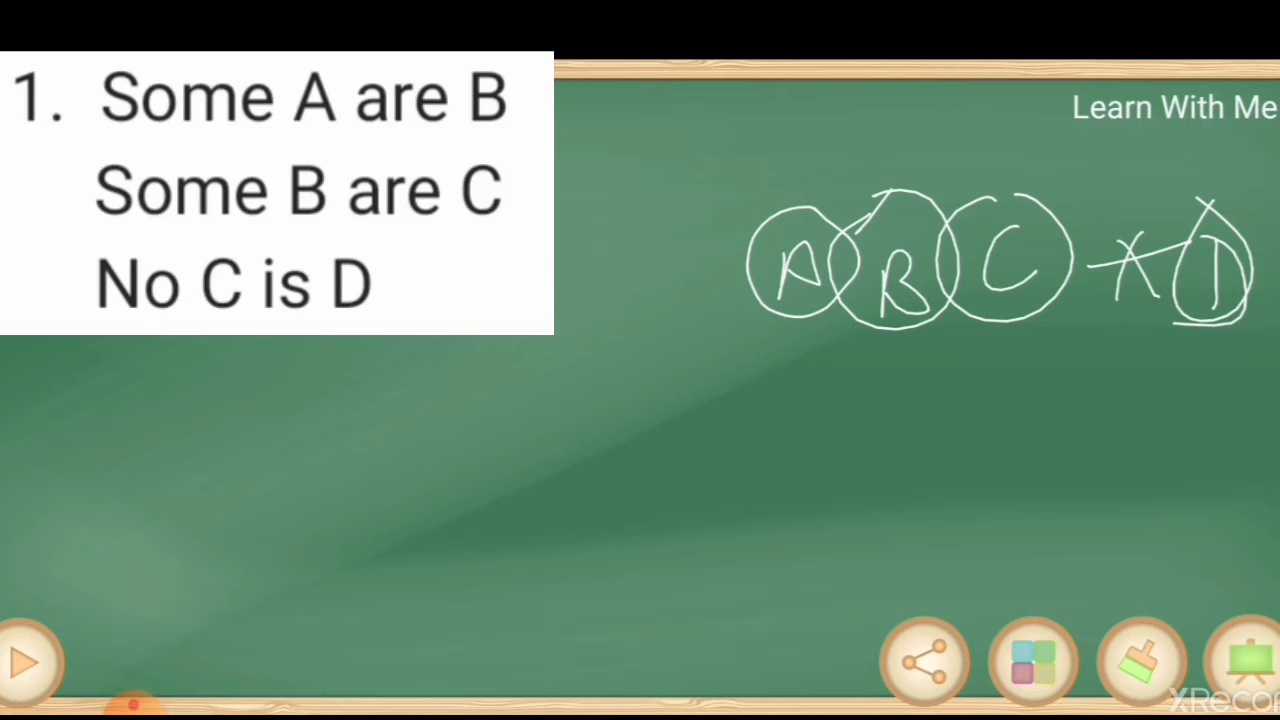 1. Some A are B
Some B are C
No C is D
Learn With Me
A B C X D
XRecor